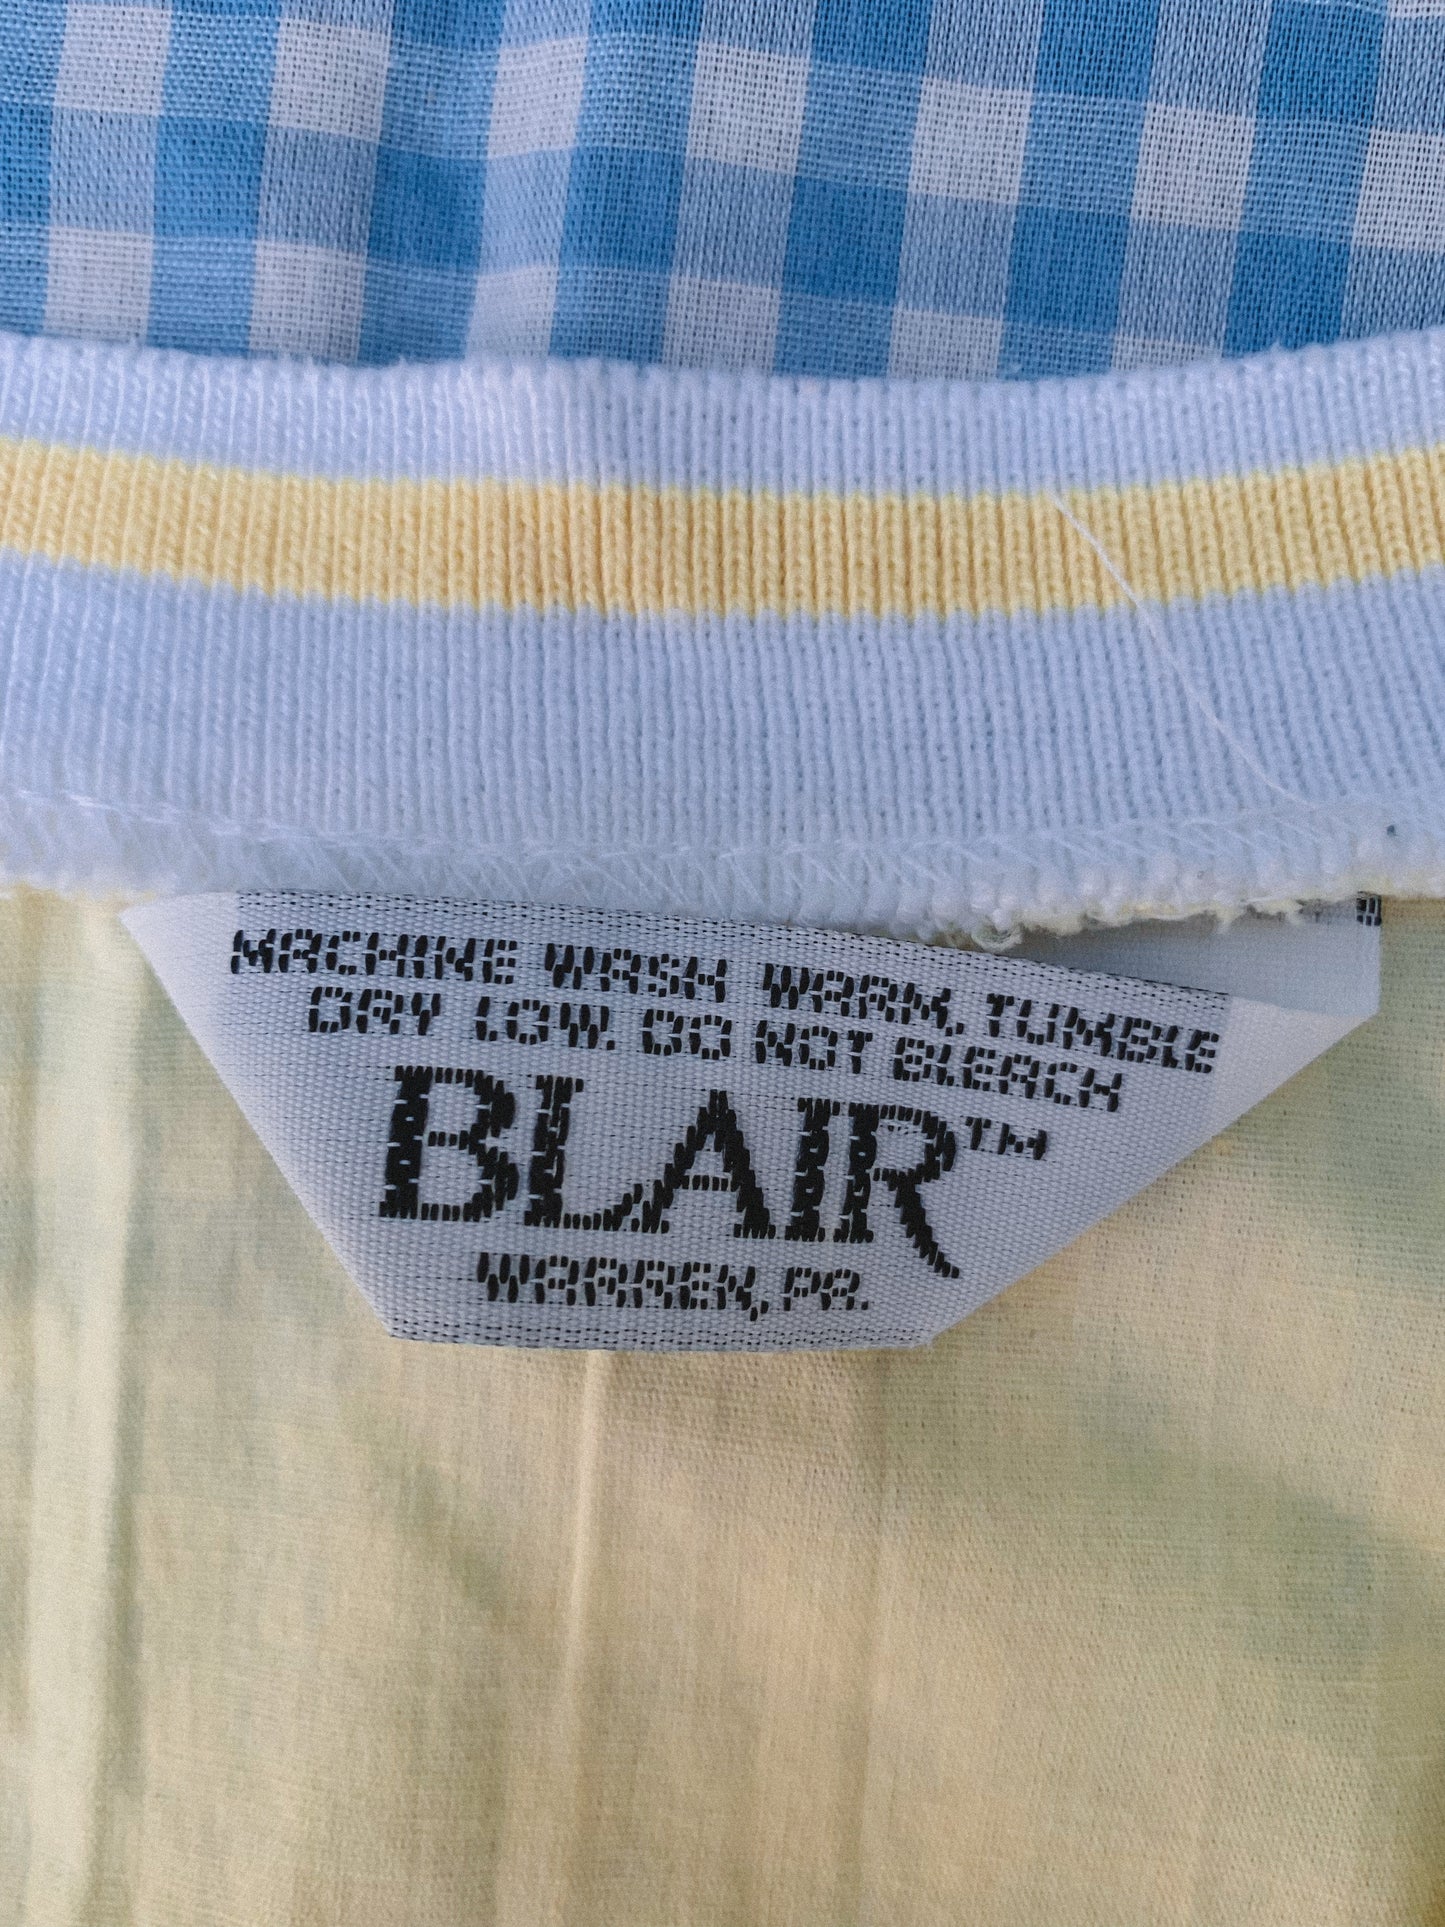 MACHINE WASH WARM, TUMBLE
DRY LOW. DO NOT BLEACH
BLAIR™
WARREN, PA.